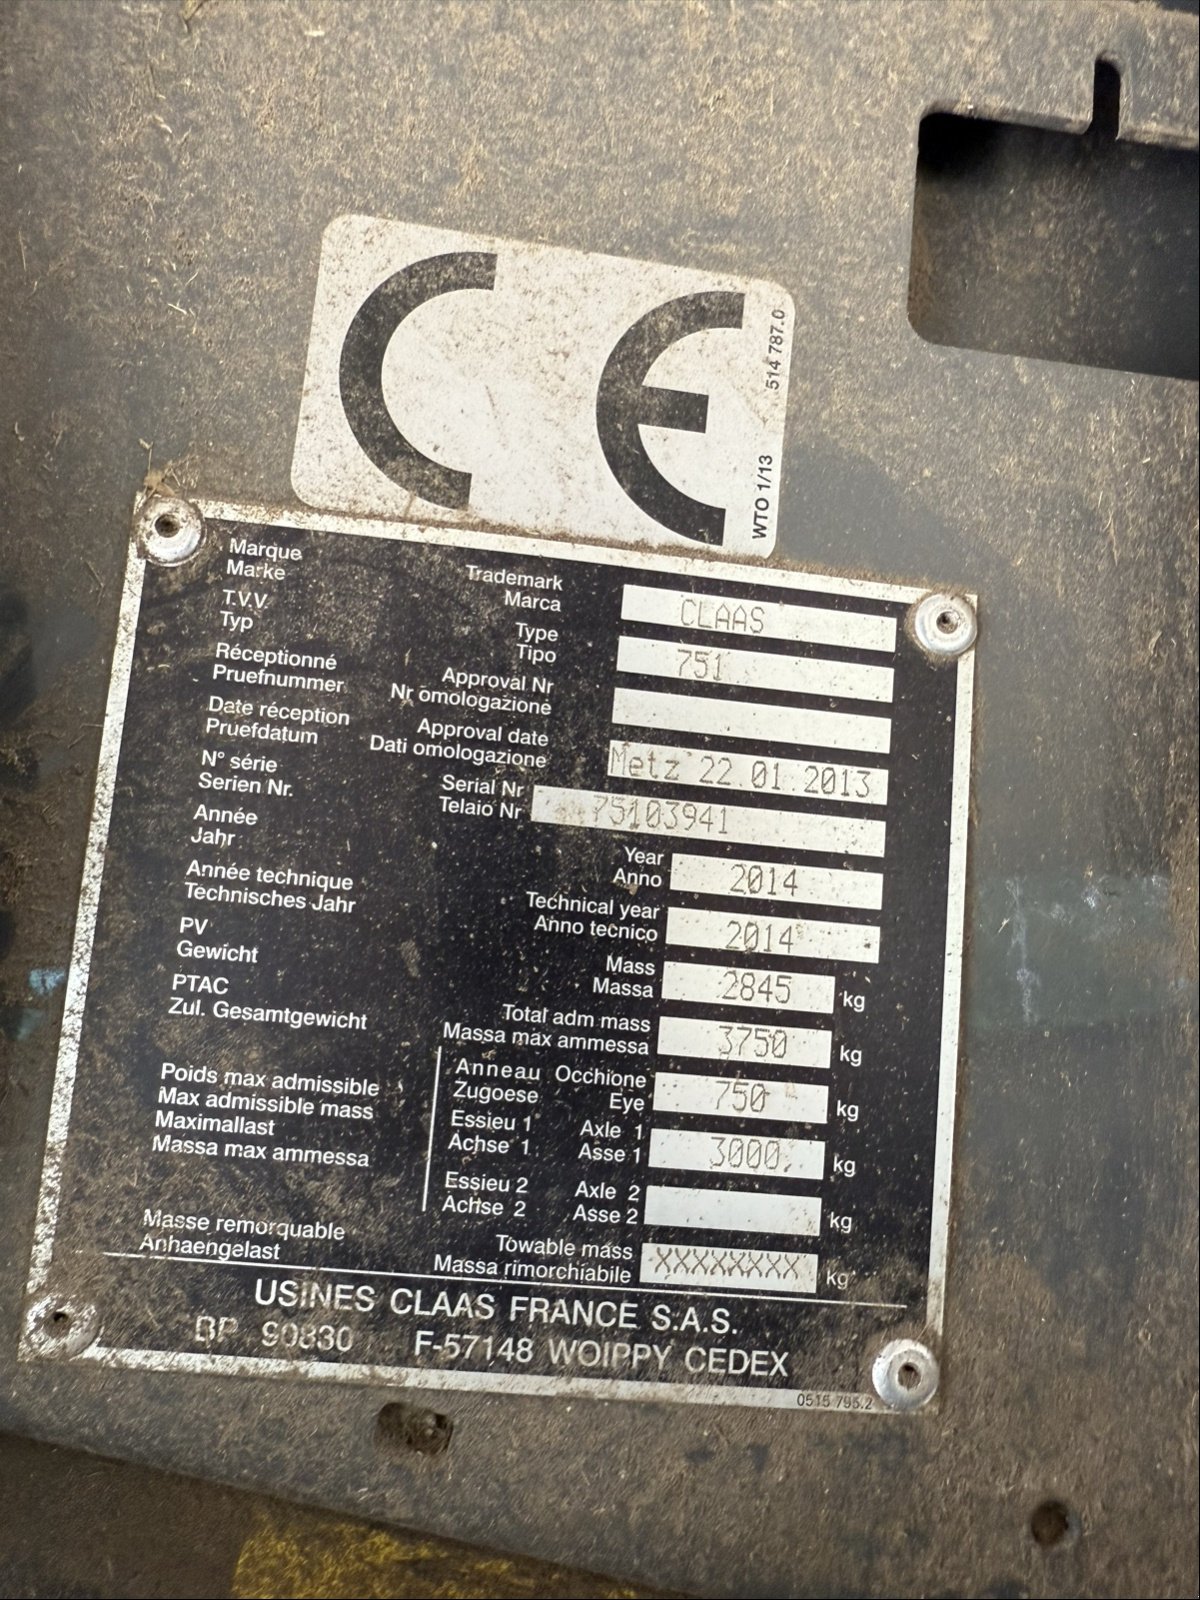 CE
514 787.0
WTO 1/13
Marque Trademark CLAAS
Marke Marca
T.V.V. Type 751
Typ Tipo
Réceptionné Approval Nr
Pruefnummer Nr omologazione
Date réception Approval date Metz 22.01.2013
Pruefdatum Dati omologazione
N° série Serial Nr 75103941
Serien Nr. Telaio Nr
Année Year 2014
Jahr Anno
Année technique Technical year 2014
Technisches Jahr Anno tecnico
PV Mass 2845 kg
Gewicht Massa
PTAC Total adm mass 3750 kg
Zul. Gesamtgewicht Massa max ammessa
Poids max admissible Anneau Occhione 750 kg
Max admissible mass Zugoese Eye
Maximallast Essieu 1 Axle 1 3000 kg
Massa max ammessa Achse 1 Asse 1
Essieu 2 Axle 2 kg
Achse 2 Asse 2
Masse remorquable Towable mass XXXXXXXX kg
Anhaengelast Massa rimorchiabile
USINES CLAAS FRANCE S.A.S.
BP 90830 F-57148 WOIPPY CEDEX
0515 795.2